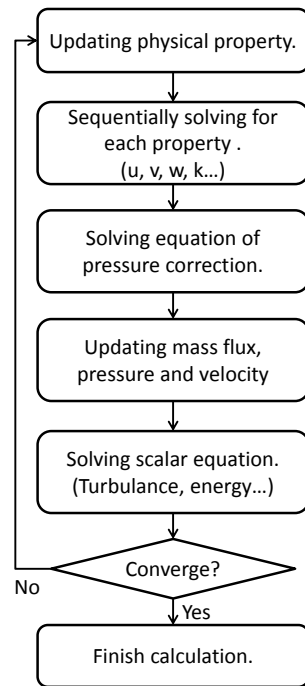 Updating physical property.
Sequentially solving for
each property .
(u, v, w, k...)
Solving equation of
pressure correction.
Updating mass flux,
pressure and velocity
Solving scalar equation.
(Turbulance, energy...)
Converge?
No
Yes
Finish calculation.